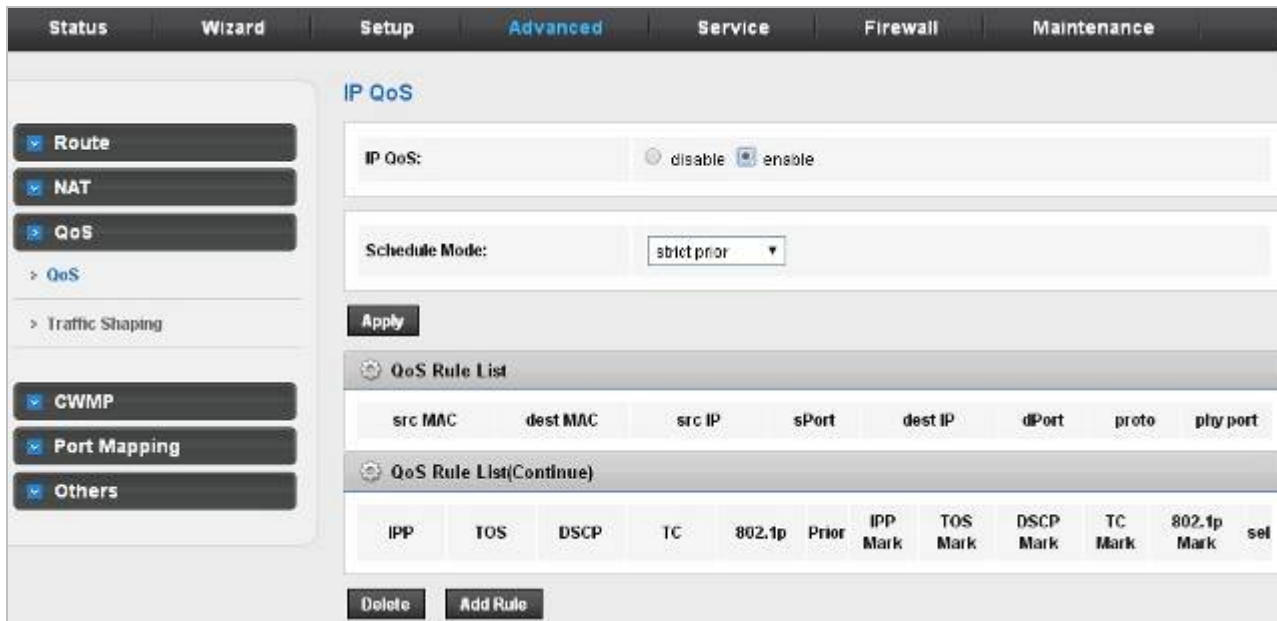 Status Wizard Setup Advanced Service Firewall Maintenance
Route
NAT
QoS
> QoS
> Traffic Shaping
CWMP
Port Mapping
Others
IP QoS
IP QoS: disable enable
Schedule Mode: strict prior
Apply
QoS Rule List
src MAC dest MAC src IP sPort dest IP dPort proto phy port
QoS Rule List(Continue)
IPP TOS DSCP TC 802.1p Prior IPP Mark TOS Mark DSCP Mark TC Mark 802.1p Mark sel
Delete Add Rule